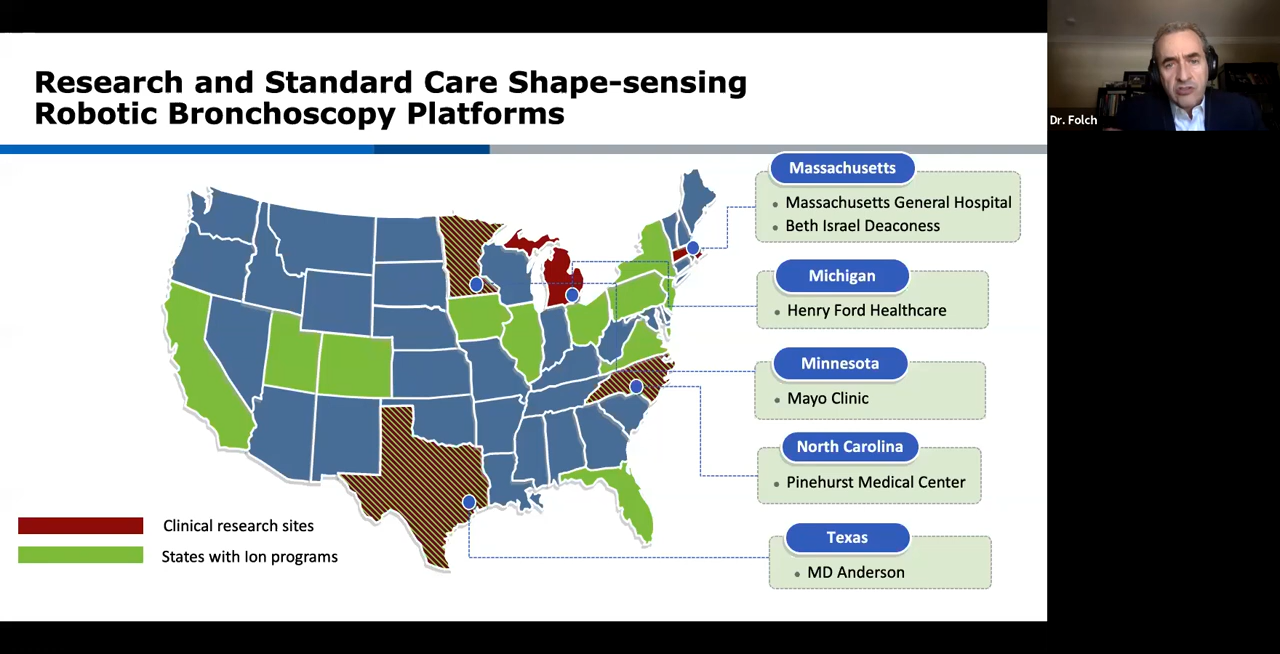 Research and Standard Care Shape-sensing
Robotic Bronchoscopy Platforms
Dr. Folch
Massachusetts
• Massachusetts General Hospital
• Beth Israel Deaconess
Michigan
• Henry Ford Healthcare
Minnesota
• Mayo Clinic
North Carolina
• Pinehurst Medical Center
Texas
• MD Anderson
Clinical research sites
States with Ion programs